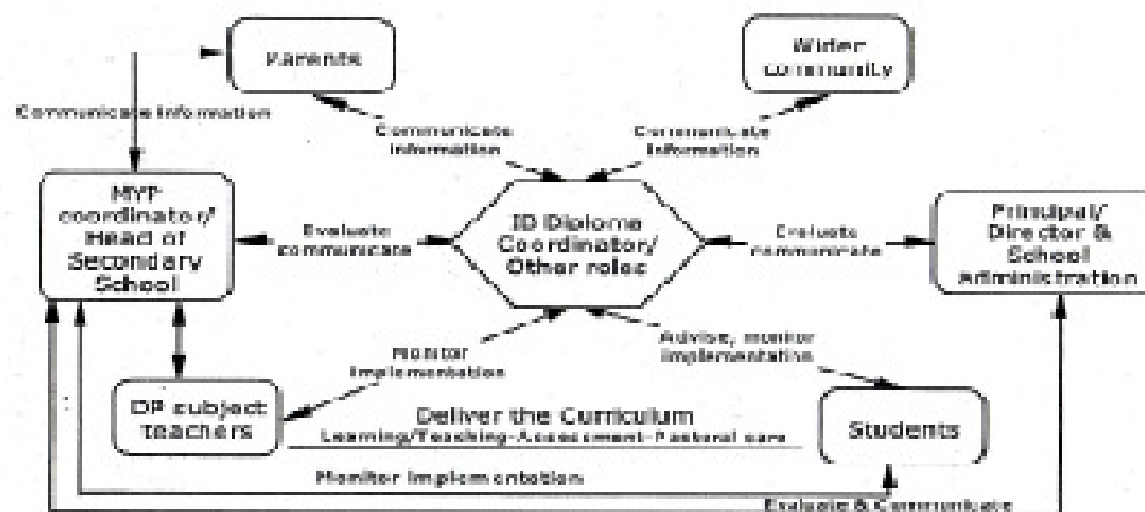 Parents
Wider
community
Communicate information
Communicate
information
Communicate
information
MYP
coordinator/
Head of
Secondary
School
Evaluate
communicate
IB Diploma
Coordinator/
Other roles
Evaluate
communicate
Principal/
Director &
School
Administration
Monitor
implementation
Advise, monitor
implementation
DP subject
teachers
Deliver the Curriculum
Learning/Teaching-Assessment-Pastoral care
Students
Monitor implementation
Evaluate & Communicate